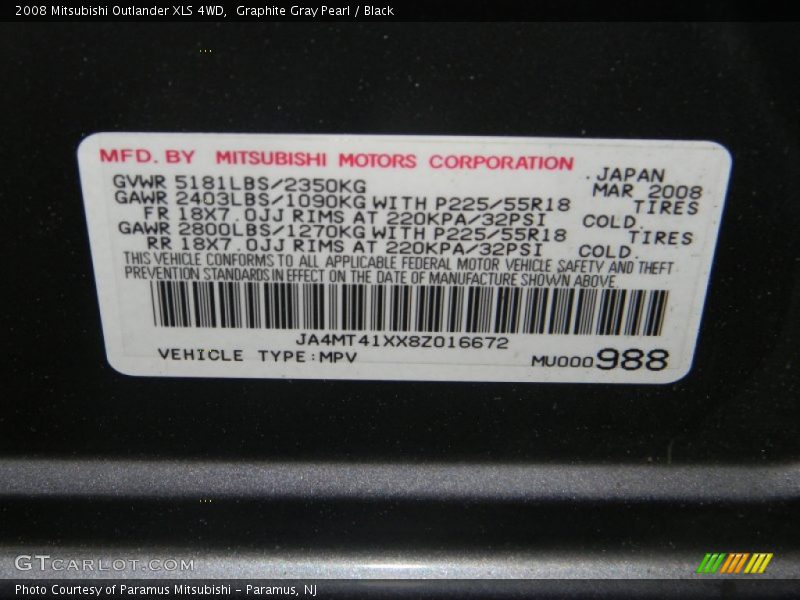 2008 Mitsubishi Outlander XLS 4WD,  Graphite Gray Pearl / Black
MFD. BY MITSUBISHI MOTORS CORPORATION
JAPAN
GVWR 5181LBS/2350KG
MAR 2008
GAWR 2403LBS/1090KG WITH P225/55R18 TIRES
FR 18X7.0JJ RIMS AT 220KPA/32PSI COLD.
GAWR 2800LBS/1270KG WITH P225/55R18 TIRES
RR 18X7.0JJ RIMS AT 220KPA/32PSI COLD.
THIS VEHICLE CONFORMS TO ALL APPLICABLE FEDERAL MOTOR VEHICLE SAFETY AND THEFT
PREVENTION STANDARDS IN EFFECT ON THE DATE OF MANUFACTURE SHOWN ABOVE.
JA4MT41XX8Z016672
VEHICLE TYPE:MPV
MU000988
GTCARLOT.COM
Photo Courtesy of Paramus Mitsubishi - Paramus, NJ